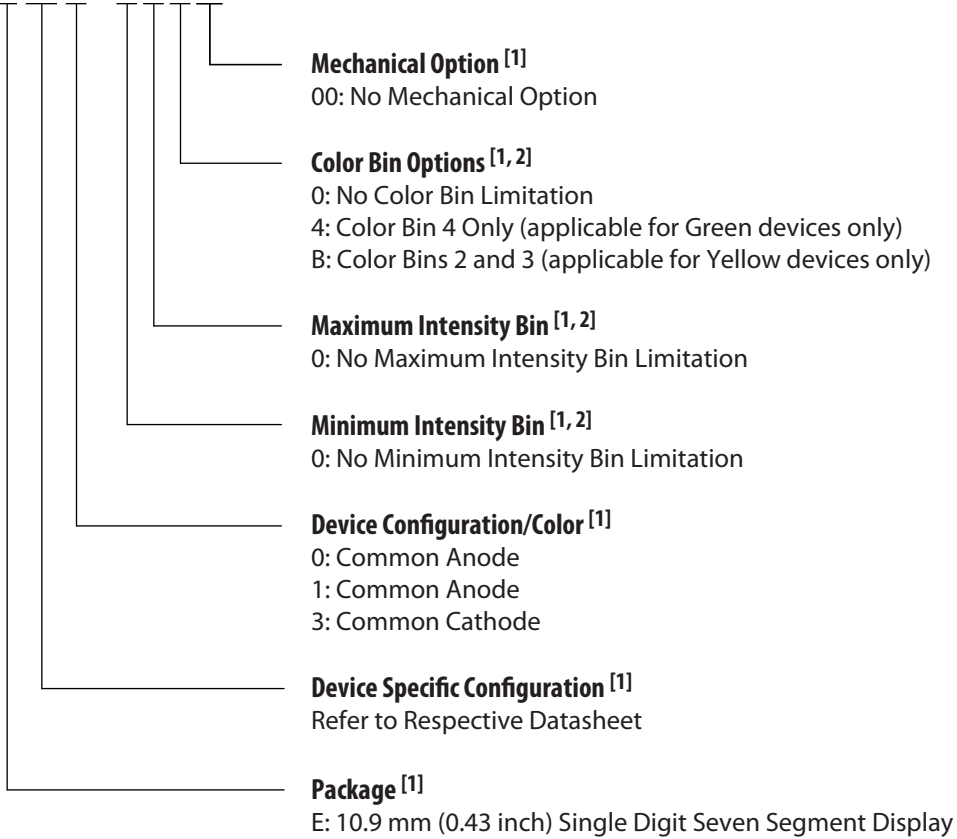 Mechanical Option [1]
00: No Mechanical Option
Color Bin Options [1, 2]
0: No Color Bin Limitation
4: Color Bin 4 Only (applicable for Green devices only)
B: Color Bins 2 and 3 (applicable for Yellow devices only)
Maximum Intensity Bin [1, 2]
0: No Maximum Intensity Bin Limitation
Minimum Intensity Bin [1, 2]
0: No Minimum Intensity Bin Limitation
Device Configuration/Color [1]
0: Common Anode
1: Common Anode
3: Common Cathode
Device Specific Configuration [1]
Refer to Respective Datasheet
Package [1]
E: 10.9 mm (0.43 inch) Single Digit Seven Segment Display